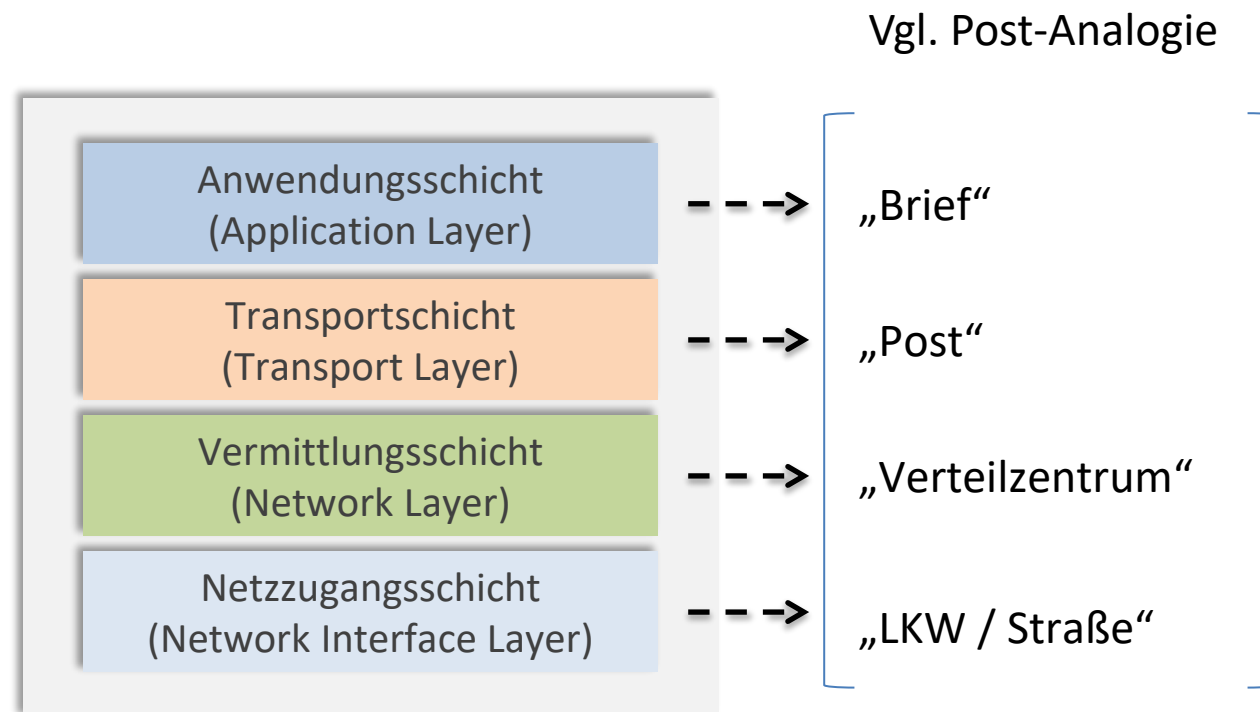 Vgl. Post-Analogie
Anwendungsschicht
(Application Layer)
„Brief“
Transportschicht
(Transport Layer)
„Post“
Vermittlungsschicht
(Network Layer)
„Verteilzentrum“
Netzzugangsschicht
(Network Interface Layer)
„LKW / Straße“